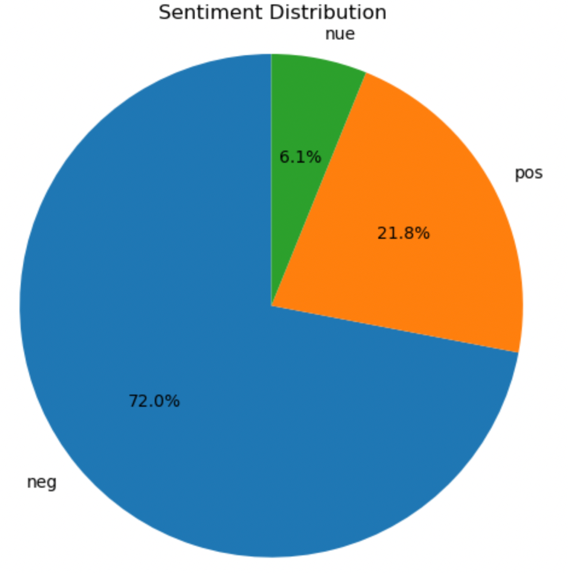 Sentiment Distribution
nue
6.1%
pos
21.8%
72.0%
neg